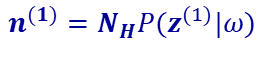 n⁽¹⁾ = N_H P(z⁽¹⁾|ω)